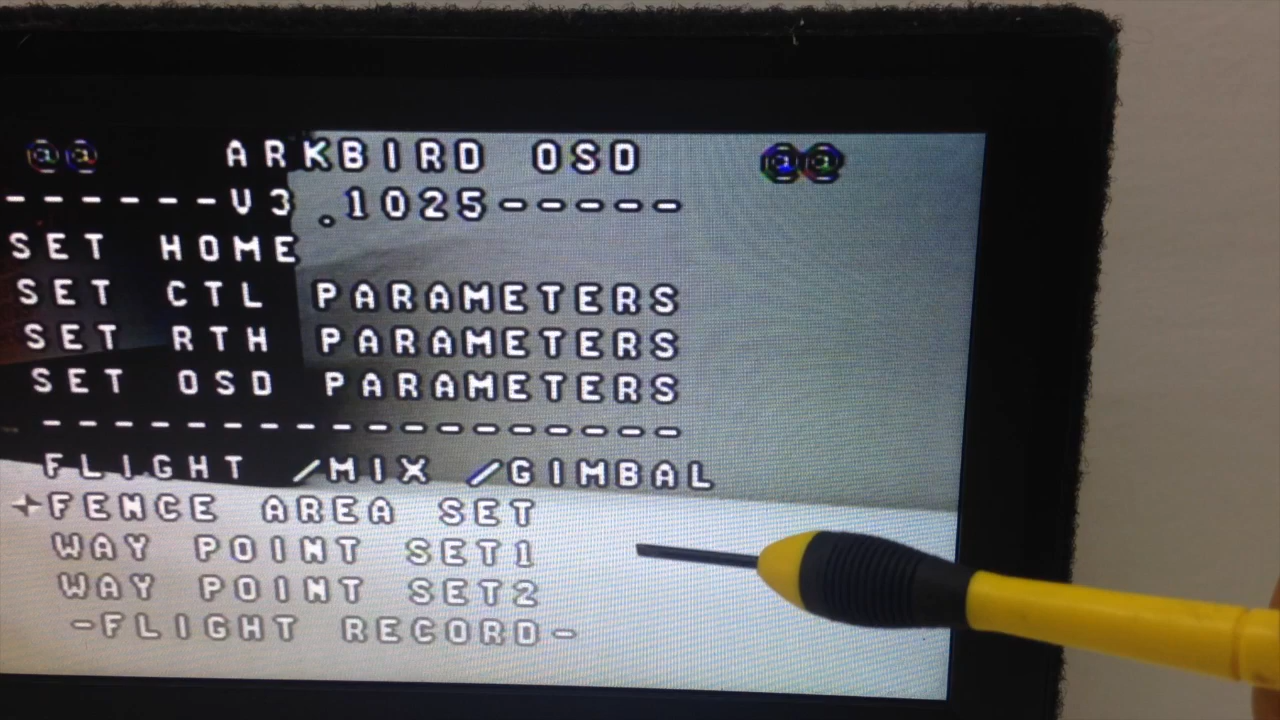 @@ ARKBIRD OSD @@
------V3.1025-----
SET HOME
SET CTL PARAMETERS
SET RTH PARAMETERS
SET OSD PARAMETERS
------------------
FLIGHT /MIX /GIMBAL
FENCE AREA SET
WAY POINT SET1
WAY POINT SET2
-FLIGHT RECORD-